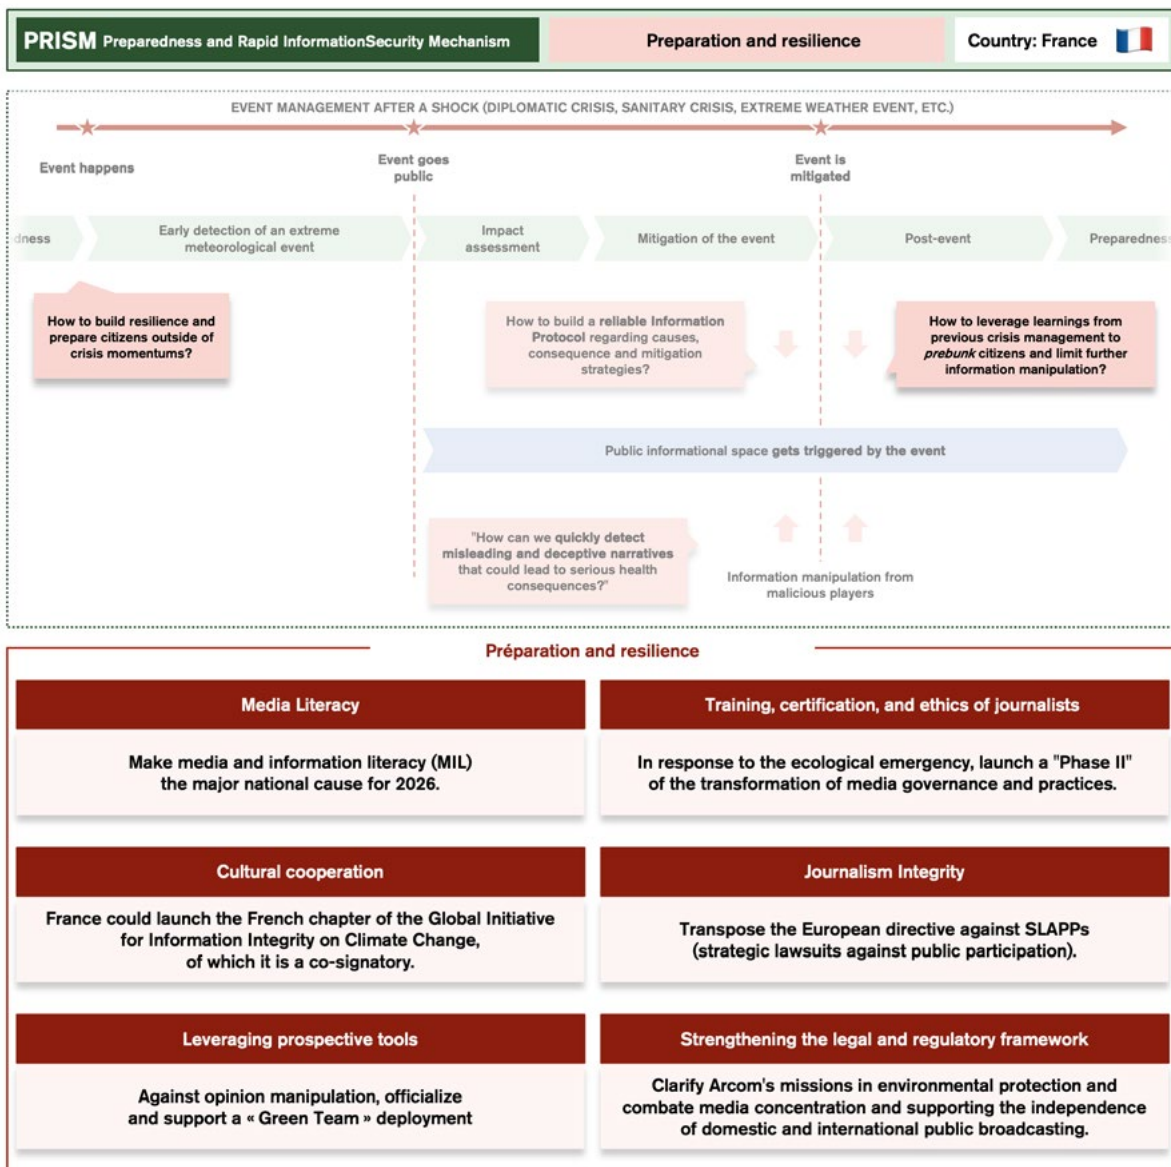 PRISM Preparedness and Rapid InformationSecurity Mechanism
Preparation and resilience
Country: France
EVENT MANAGEMENT AFTER A SHOCK (DIPLOMATIC CRISIS, SANITARY CRISIS, EXTREME WEATHER EVENT, ETC.)
Event happens
Event goes
public
Event is
mitigated
dness
Early detection of an extreme
meteorological event
Impact
assessment
Mitigation of the event
Post-event
Preparedness
How to build resilience and
prepare citizens outside of
crisis momentums?
How to build a reliable Information
Protocol regarding causes,
consequence and mitigation
strategies?
How to leverage learnings from
previous crisis management to
prebunk citizens and limit further
information manipulation?
Public informational space gets triggered by the event
"How can we quickly detect
misleading and deceptive narratives
that could lead to serious health
consequences?"
Information manipulation from
malicious players
Préparation and resilience
Media Literacy
Make media and information literacy (MIL)
the major national cause for 2026.
Training, certification, and ethics of journalists
In response to the ecological emergency, launch a "Phase II"
of the transformation of media governance and practices.
Cultural cooperation
France could launch the French chapter of the Global Initiative
for Information Integrity on Climate Change,
of which it is a co-signatory.
Journalism Integrity
Transpose the European directive against SLAPPs
(strategic lawsuits against public participation).
Leveraging prospective tools
Against opinion manipulation, officialize
and support a « Green Team » deployment
Strengthening the legal and regulatory framework
Clarify Arcom's missions in environmental protection and
combate media concentration and supporting the independence
of domestic and international public broadcasting.